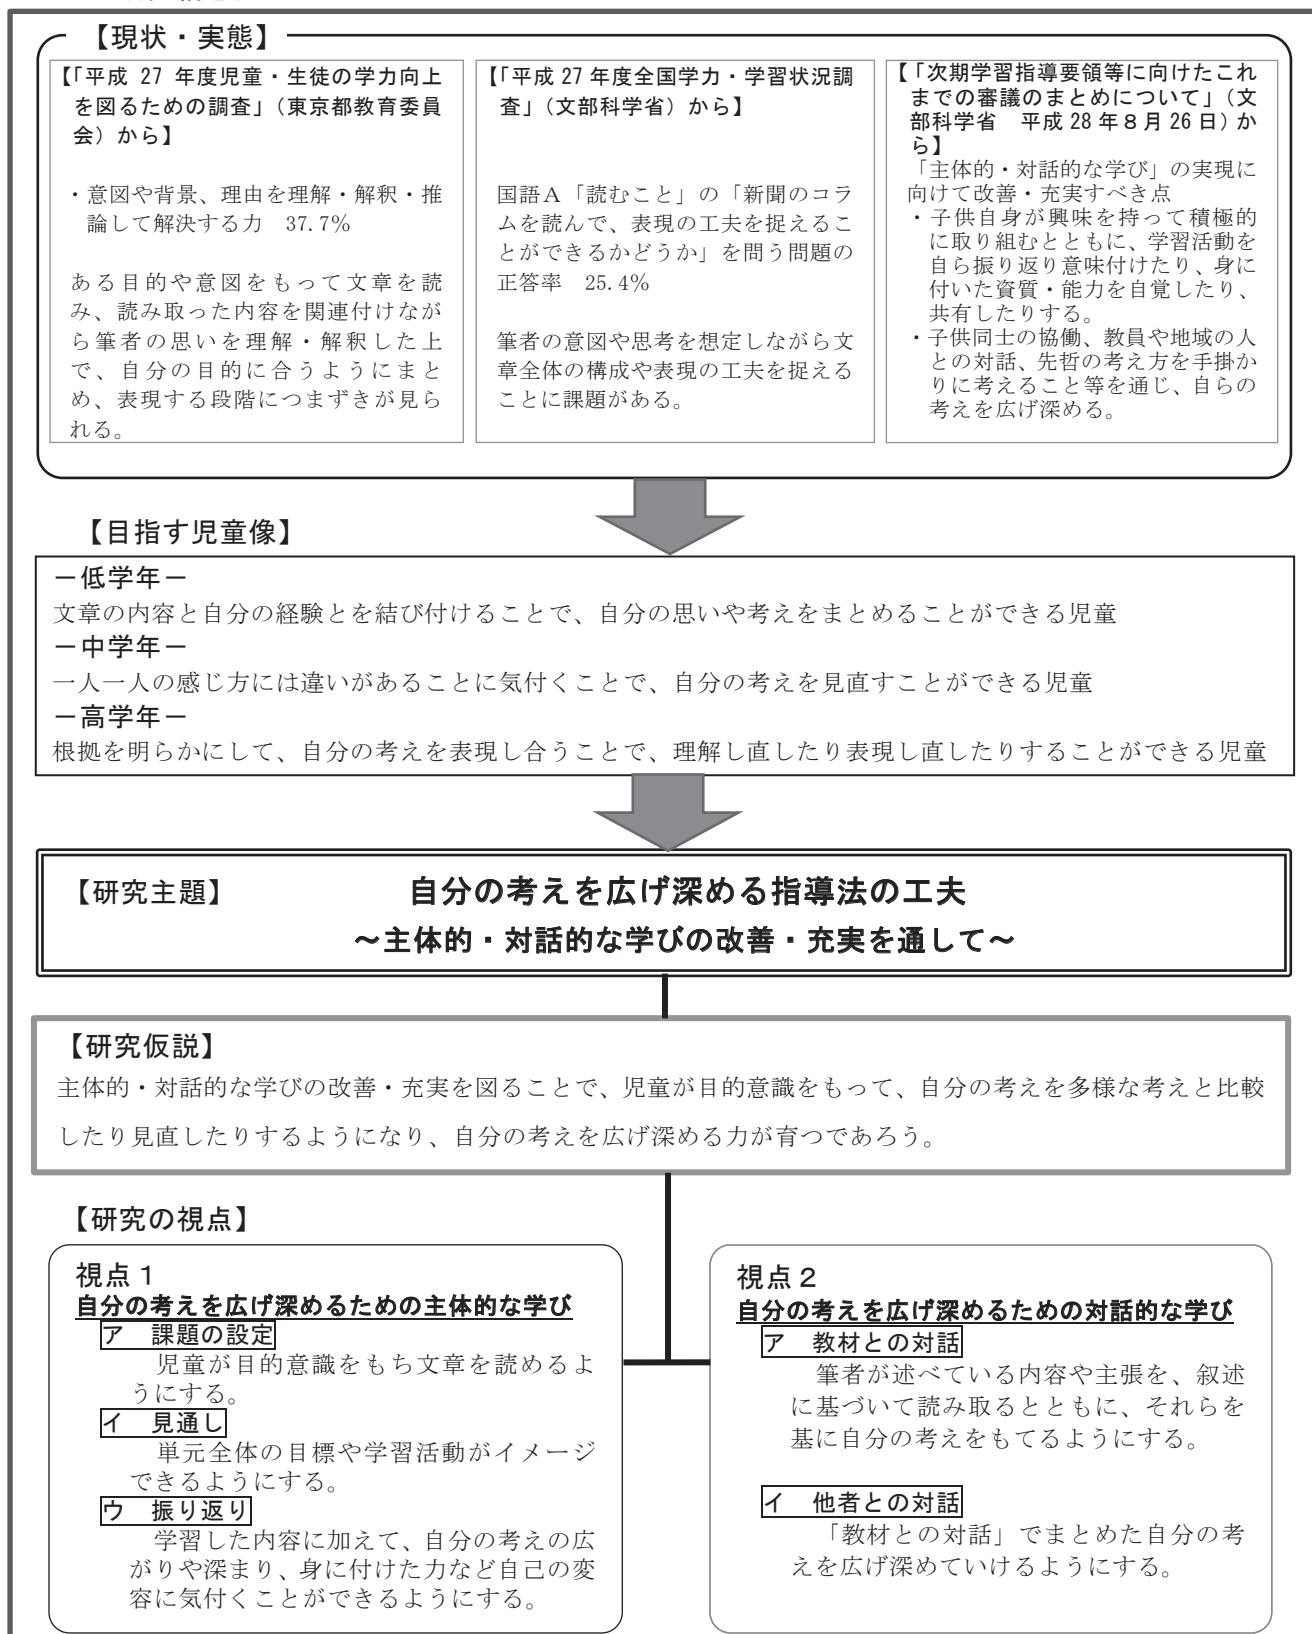 【現状・実態】
【「平成 27 年度児童・生徒の学力向上
を図るための調査」（東京都教育委員
会）から】
・意図や背景、理由を理解・解釈・推
論して解決する力　37.7%
ある目的や意図をもって文章を読
み、読み取った内容を関連付けなが
ら筆者の思いを理解・解釈した上
で、自分の目的に合うようにまと
め、表現する段階につまずきが見ら
れる。
【「平成 27 年度全国学力・学習状況調
査」（文部科学省）から】
国語Ａ「読むこと」の「新聞のコラ
ムを読んで、表現の工夫を捉えるこ
とができるかどうか」を問う問題の
正答率　25.4%
筆者の意図や思考を想定しながら文
章全体の構成や表現の工夫を捉える
ことに課題がある。
【「次期学習指導要領等に向けたこれ
までの審議のまとめについて」（文
部科学省　平成 28 年８月 26 日）か
ら】
「主体的・対話的な学び」の実現に
向けて改善・充実すべき点
・子供自身が興味を持って積極的
に取り組むとともに、学習活動を
自ら振り返り意味付けたり、身に
付いた資質・能力を自覚したり、
共有したりする。
・子供同士の協働、教員や地域の人
との対話、先哲の考え方を手掛か
りに考えること等を通じ、自らの
考えを広げ深める。
【目指す児童像】
－低学年－
文章の内容と自分の経験とを結び付けることで、自分の思いや考えをまとめることができる児童
－中学年－
一人一人の感じ方には違いがあることに気付くことで、自分の考えを見直すことができる児童
－高学年－
根拠を明らかにして、自分の考えを表現し合うことで、理解し直したり表現し直したりすることができる児童
【研究主題】　自分の考えを広げ深める指導法の工夫
～主体的・対話的な学びの改善・充実を通して～
【研究仮説】
主体的・対話的な学びの改善・充実を図ることで、児童が目的意識をもって、自分の考えを多様な考えと比較
したり見直したりするようになり、自分の考えを広げ深める力が育つであろう。
【研究の視点】
視点１
自分の考えを広げ深めるための主体的な学び
ア　課題の設定
児童が目的意識をもち文章を読めるよ
うにする。
イ　見通し
単元全体の目標や学習活動がイメージ
できるようにする。
ウ　振り返り
学習した内容に加えて、自分の考えの広
がりや深まり、身に付けた力など自己の変
容に気付くことができるようにする。
視点２
自分の考えを広げ深めるための対話的な学び
ア　教材との対話
筆者が述べている内容や主張を、叙述
に基づいて読み取るとともに、それらを
基に自分の考えをもてるようにする。
イ　他者との対話
「教材との対話」でまとめた自分の考
えを広げ深めていけるようにする。